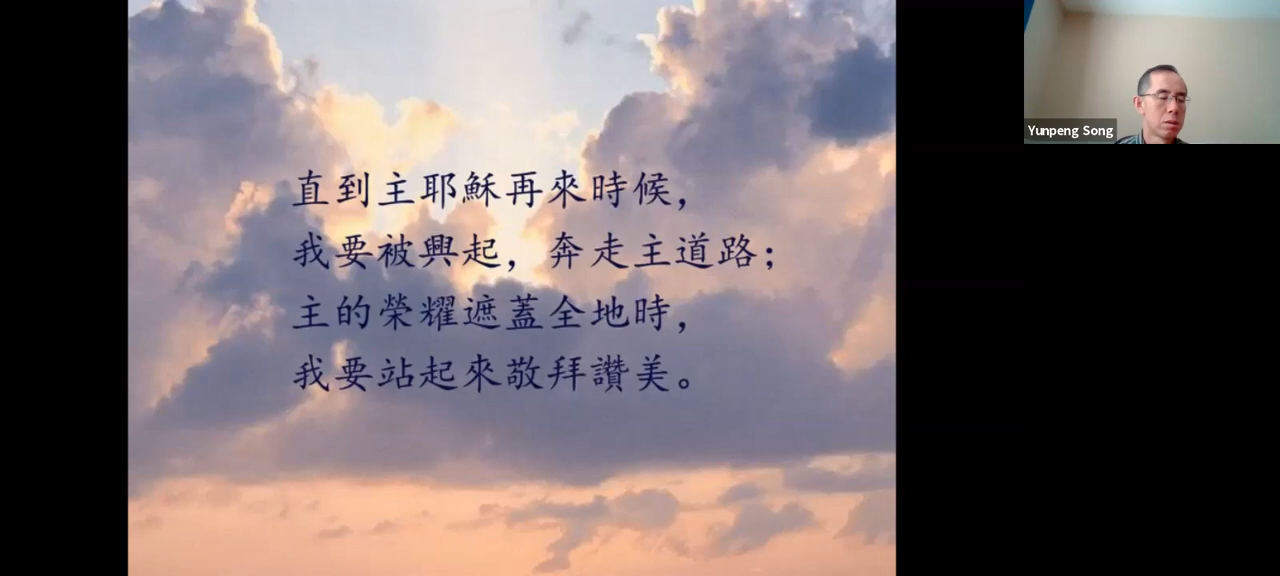 直到主耶穌再來時候，
我要被興起，奔走主道路；
主的榮耀遮蓋全地時，
我要站起來敬拜讚美。
Yunpeng Song